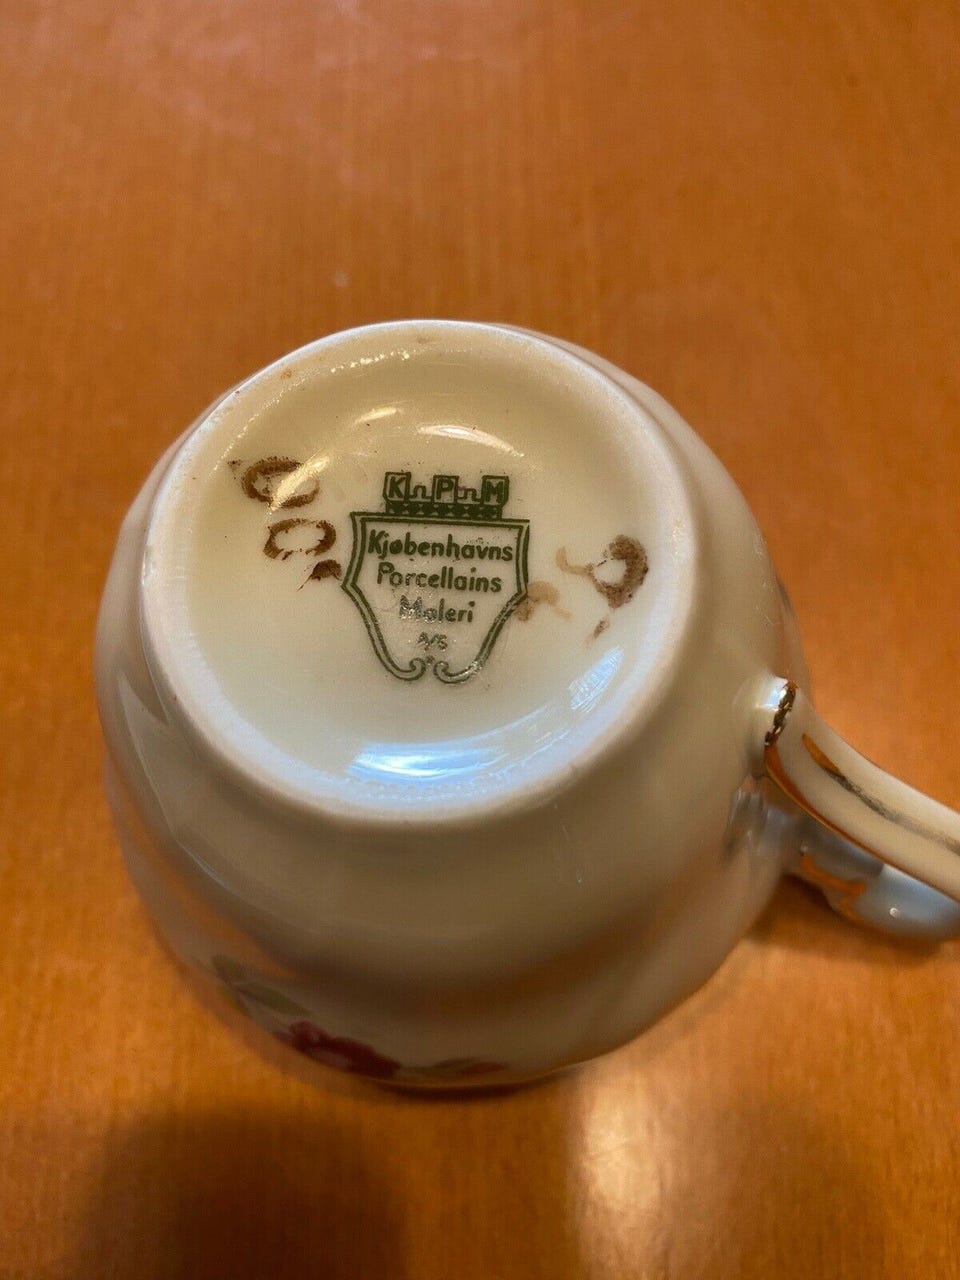 KPM
Kjøbenhavns
Porcellains
Maleri
A/S